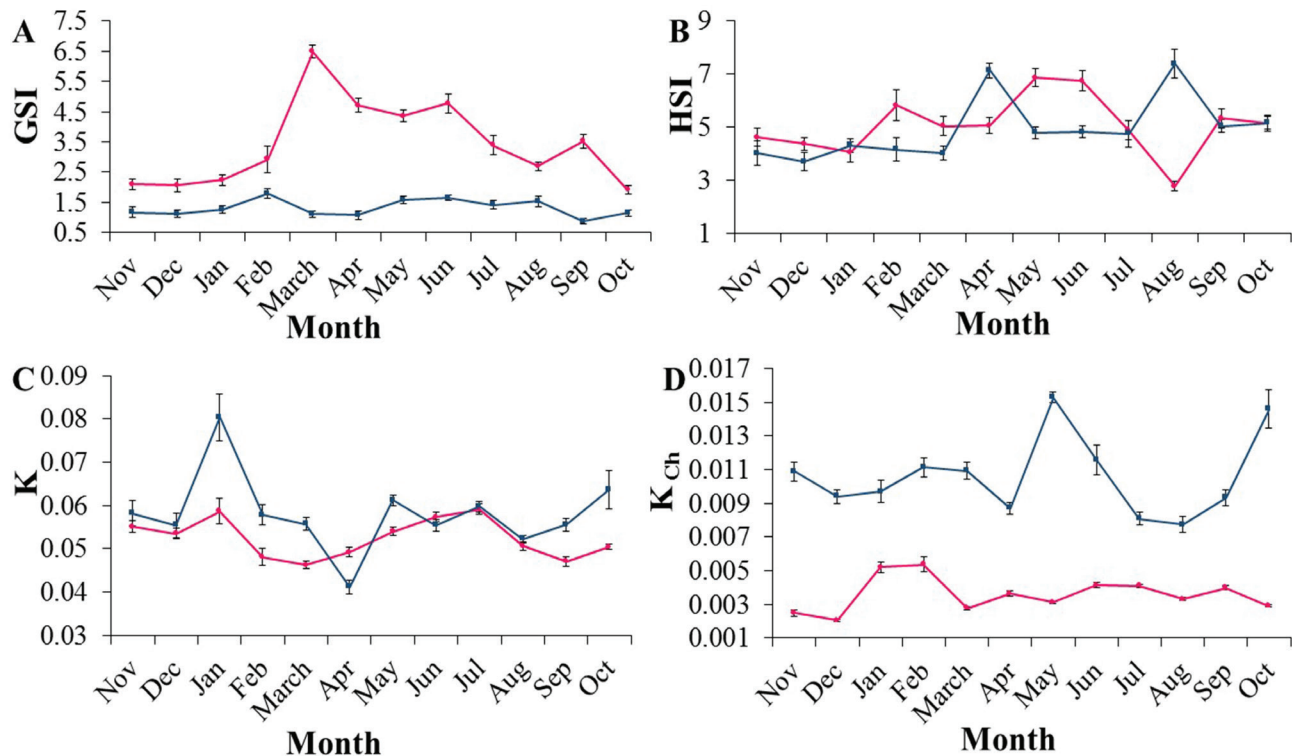 A
GSI
7.5
6.5
5.5
4.5
3.5
2.5
1.5
0.5
Nov Dec Jan Feb March Apr May Jun Jul Aug Sep Oct
Month
B
HSI
9
7
5
3
1
Nov Dec Jan Feb March Apr May Jun Jul Aug Sep Oct
Month
C
K
0.09
0.08
0.07
0.06
0.05
0.04
0.03
Nov Dec Jan Feb March Apr May Jun Jul Aug Sep Oct
Month
D
K Ch
0.017
0.015
0.013
0.011
0.009
0.007
0.005
0.003
0.001
Nov Dec Jan Feb March Apr May Jun Jul Aug Sep Oct
Month